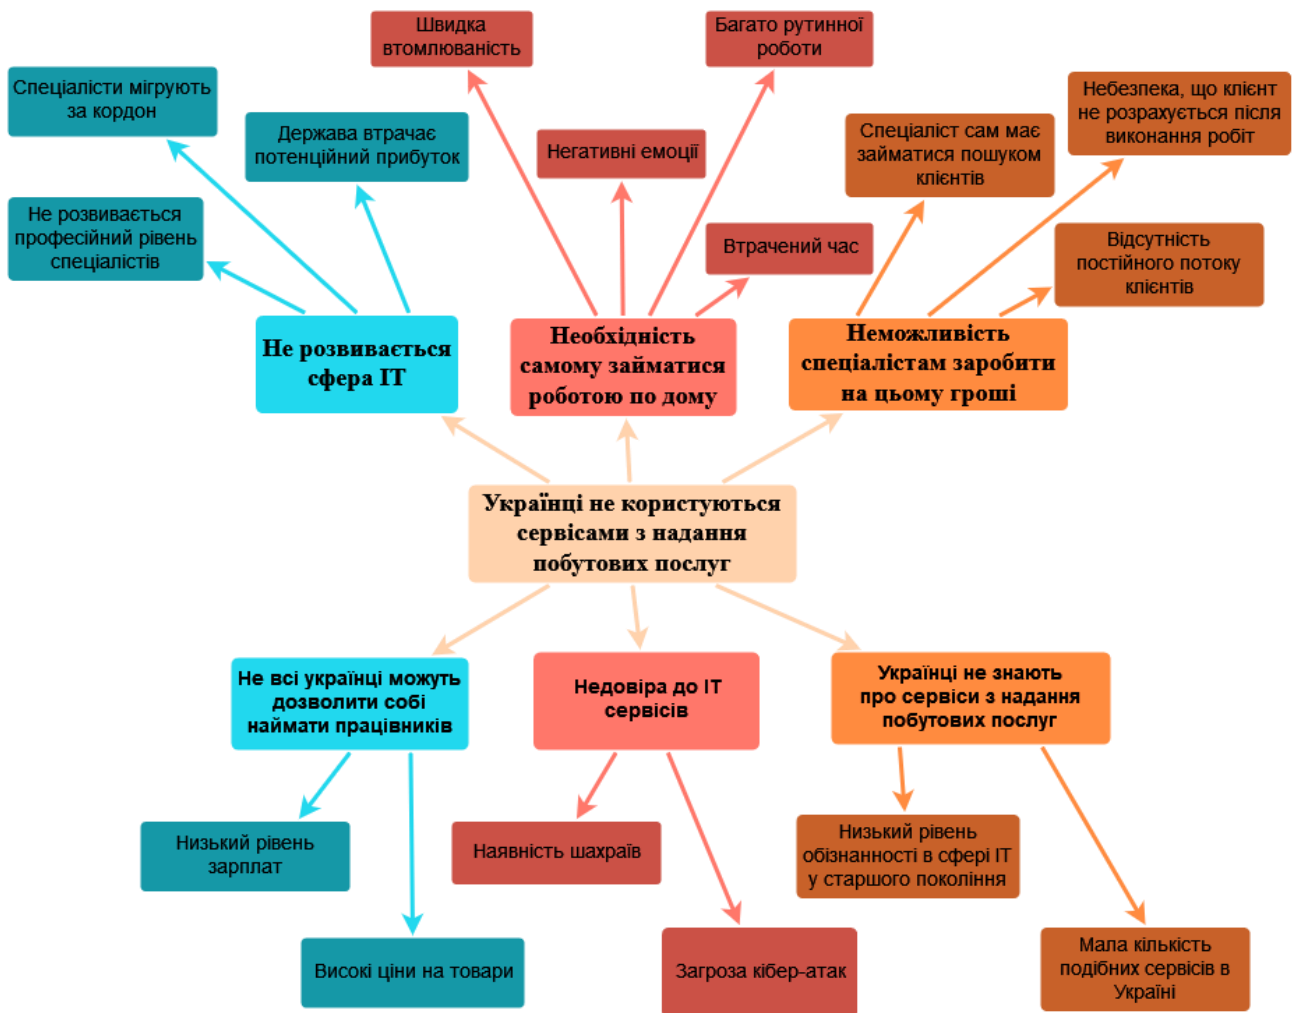 Швидка
втомлюваність
Багато рутинної
роботи
Спеціалісти мігрують
за кордон
Небезпека, що клієнт
не розрахується після
виконання робіт
Держава втрачає
потенційний прибуток
Негативні емоції
Спеціаліст сам має
займатися пошуком
клієнтів
Не розвивається
професійний рівень
спеціалістів
Втрачений час
Відсутність
постійного потоку
клієнтів
Не розвивається
сфера ІТ
Необхідність
самому займатися
роботою по дому
Неможливість
спеціалістам заробити
на цьому гроші
Українці не користуються
сервісами з надання
побутових послуг
Не всі українці можуть
дозволити собі
наймати працівників
Недовіра до ІТ
сервісів
Українці не знають
про сервіси з надання
побутових послуг
Низький рівень
зарплат
Наявність шахраїв
Низький рівень
обізнанності в сфері ІТ
у старшого покоління
Високі ціни на товари
Загроза кібер-атак
Мала кількість
подібних сервісів в
Україні